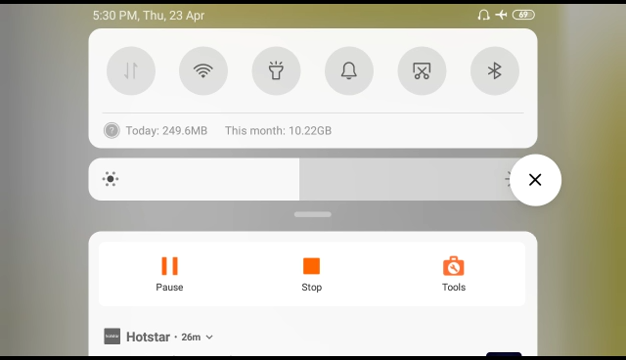 5:30 PM, Thu, 23 Apr 69
Today: 249.6MB This month: 10.22GB
Pause Stop Tools
Hotstar · 26m